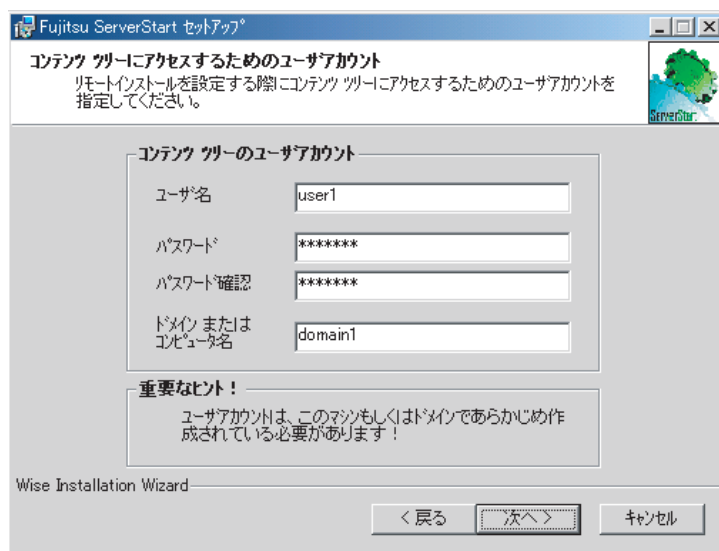 Fujitsu ServerStart セットアップ
コンテンツ ツリーにアクセスするためのユーザアカウント
リモートインストールを設定する際にコンテンツ ツリーにアクセスするためのユーザアカウントを
指定してください。
ServerStart
コンテンツ ツリーのユーザアカウント
ユーザ名
user1
パスワード
*******
パスワード確認
*******
ドメイン または
コンピュータ名
domain1
重要なヒント！
ユーザアカウントは、このマシンもしくはドメインであらかじめ作
成されている必要があります！
Wise Installation Wizard
< 戻る
次へ >
キャンセル